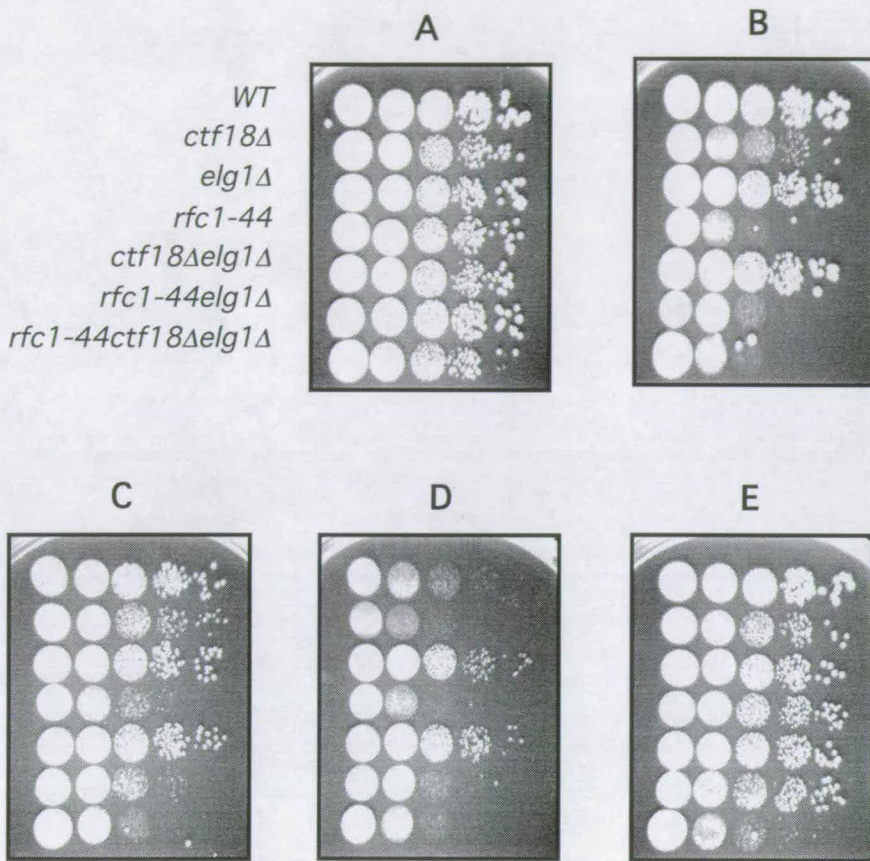 A
B
WT
ctf18Δ
elg1Δ
rfc1-44
ctf18Δelg1Δ
rfc1-44elg1Δ
rfc1-44ctf18Δelg1Δ
C
D
E